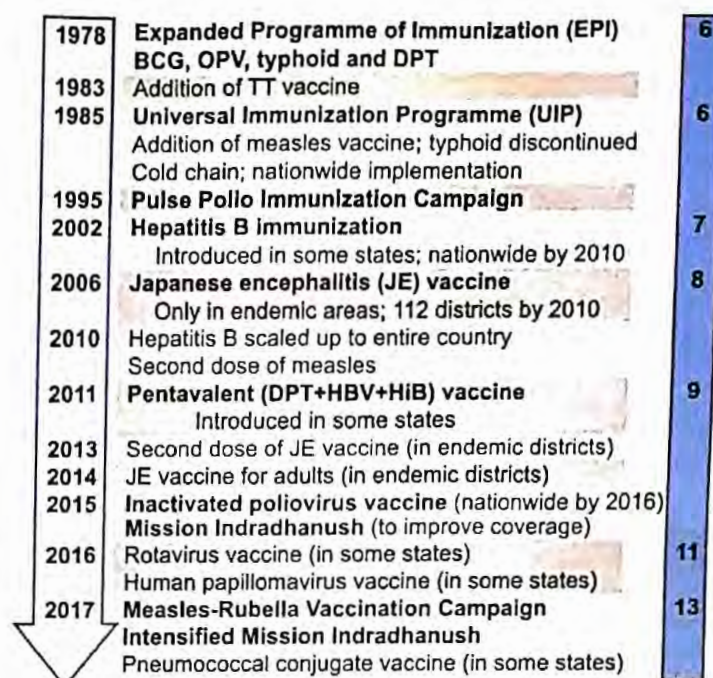 1978 Expanded Programme of Immunization (EPI) 6
BCG, OPV, typhoid and DPT
1983 Addition of TT vaccine
1985 Universal Immunization Programme (UIP) 6
Addition of measles vaccine; typhoid discontinued
Cold chain; nationwide implementation
1995 Pulse Polio Immunization Campaign
2002 Hepatitis B immunization 7
Introduced in some states; nationwide by 2010
2006 Japanese encephalitis (JE) vaccine 8
Only in endemic areas; 112 districts by 2010
2010 Hepatitis B scaled up to entire country
Second dose of measles
2011 Pentavalent (DPT+HBV+HiB) vaccine 9
Introduced in some states
2013 Second dose of JE vaccine (in endemic districts)
2014 JE vaccine for adults (in endemic districts)
2015 Inactivated poliovirus vaccine (nationwide by 2016)
Mission Indradhanush (to improve coverage)
2016 Rotavirus vaccine (in some states) 11
Human papillomavirus vaccine (in some states)
2017 Measles-Rubella Vaccination Campaign 13
Intensified Mission Indradhanush
Pneumococcal conjugate vaccine (in some states)